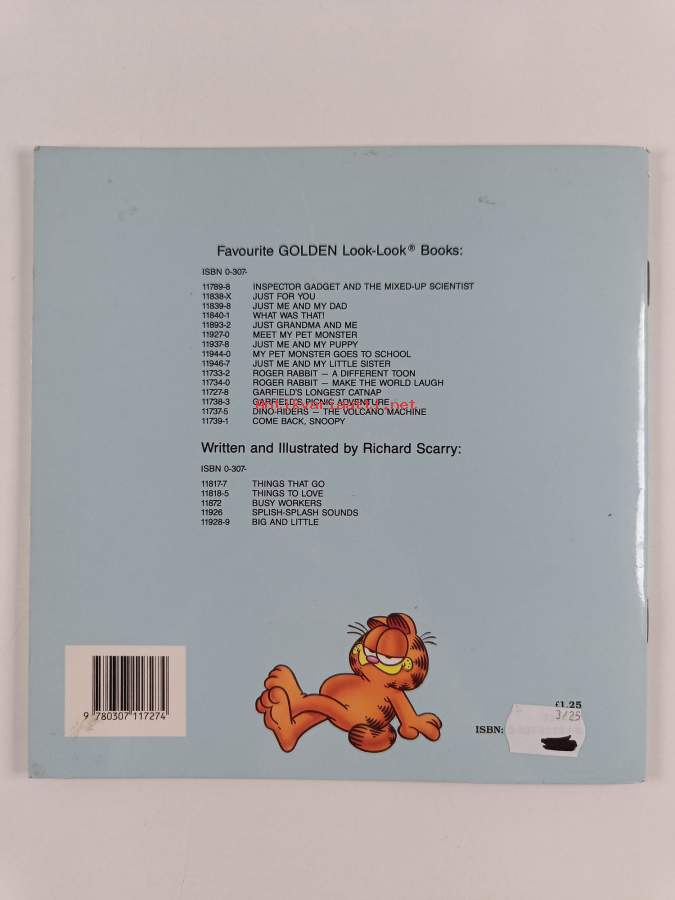 Favourite GOLDEN Look-Look® Books:
ISBN 0-307-
11789-8 INSPECTOR GADGET AND THE MIXED-UP SCIENTIST
11838-X JUST FOR YOU
11839-8 JUST ME AND MY DAD
11840-1 WHAT WAS THAT!
11893-2 JUST GRANDMA AND ME
11927-0 MEET MY PET MONSTER
11937-8 JUST ME AND MY PUPPY
11944-0 MY PET MONSTER GOES TO SCHOOL
11946-7 JUST ME AND MY LITTLE SISTER
11733-2 ROGER RABBIT — A DIFFERENT TOON
11734-0 ROGER RABBIT — MAKE THE WORLD LAUGH
11727-8 GARFIELD'S LONGEST CATNAP
11738-3 GARFIELD'S PICNIC ADVENTURE
11737-5 DINO-RIDERS — THE VOLCANO MACHINE
11739-1 COME BACK, SNOOPY
Written and Illustrated by Richard Scarry:
ISBN 0-307-
11817-7 THINGS THAT GO
11818-5 THINGS TO LOVE
11872 BUSY WORKERS
11926 SPLISH-SPLASH SOUNDS
11928-9 BIG AND LITTLE
9 780307 117274
£1.25
3/25
ISBN: